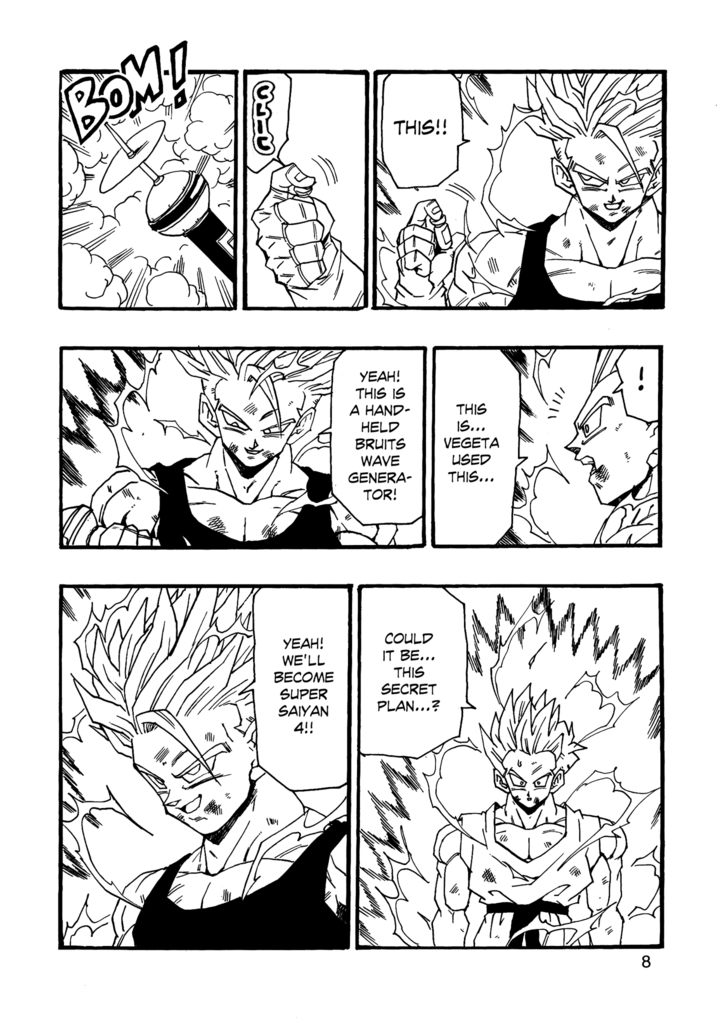 THIS!!
CLIC
BOM!
!
THIS
IS...
VEGETA
USED
THIS...
YEAH!
THIS IS
A HAND-
HELD
BRUITS
WAVE
GENERA-
TOR!
COULD
IT BE...
THIS
SECRET
PLAN...?
YEAH!
WE'LL
BECOME
SUPER
SAIYAN
4!!
8